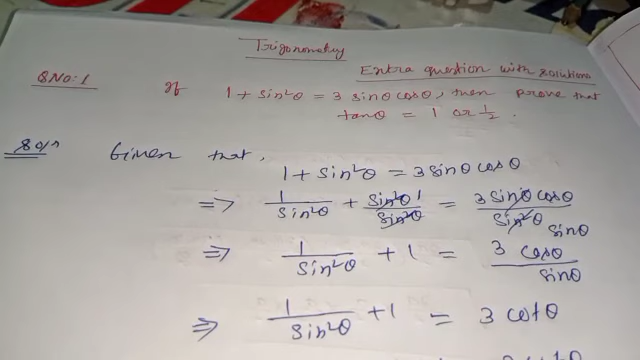 Trigonometry
Extra question with solutions
QNO:1 If 1 + sin²θ = 3 sinθ cosθ, then prove that
tanθ = 1 or 1/2.
Soln Given that,
1 + sin²θ = 3 sinθ cosθ
⇒ 1/sin²θ + sin²θ/sin²θ 1 = 3 sinθ cosθ/sin²θ sinθ
⇒ 1/sin²θ + 1 = 3 cosθ/sinθ
⇒ 1/sin²θ + 1 = 3 cotθ